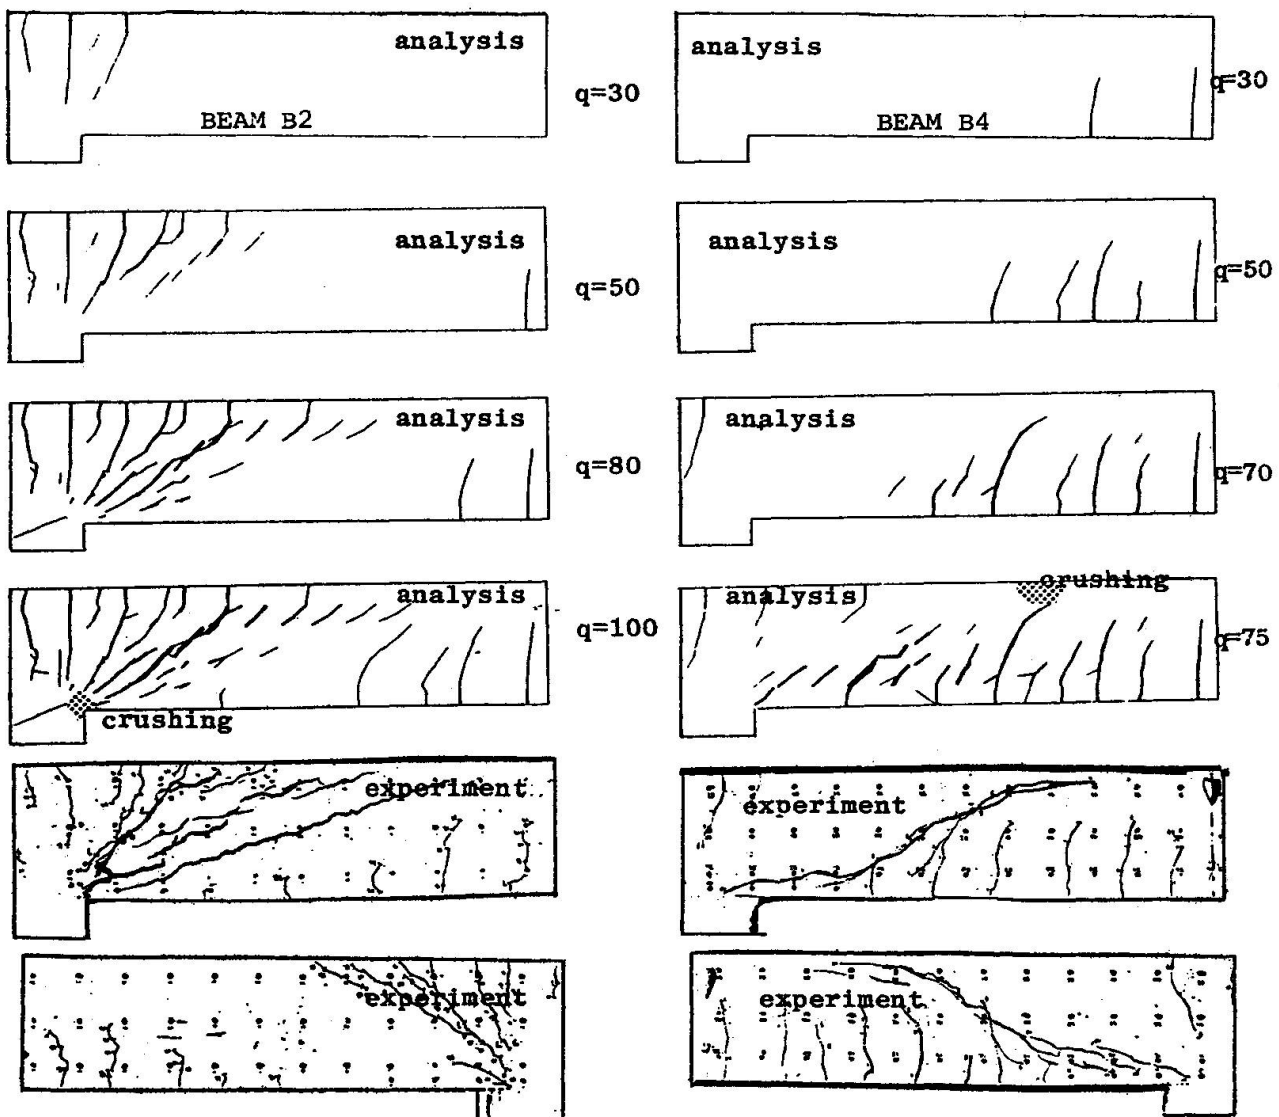 analysis
q=30
BEAM B2
analysis
q=50
analysis
q=80
analysis
q=100
crushing
experiment
experiment
analysis
q=30
BEAM B4
analysis
q=50
analysis
q=70
crushing
analysis
q=75
experiment
experiment